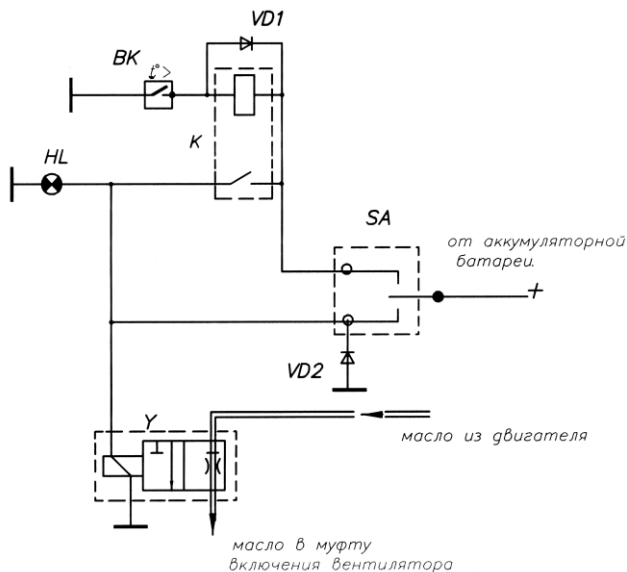 VD1
BK
t°>
K
HL
SA
от аккумуляторной
батареи.
+
VD2
Y
масло из двигателя
масло в муфту
включения вентилятора